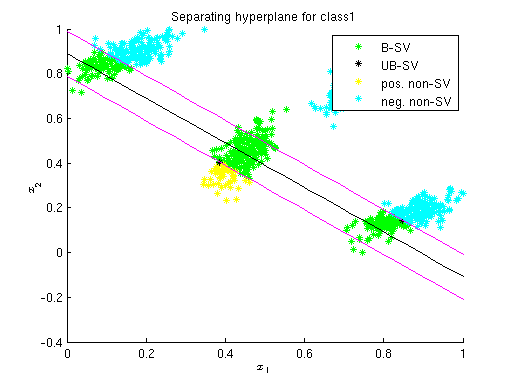 Separating hyperplane for class1
1
0.8
0.6
0.4
0.2
0
-0.2
-0.4
x2
B-SV
UB-SV
pos. non-SV
neg. non-SV
0 0.2 0.4 0.6 0.8 1
x1